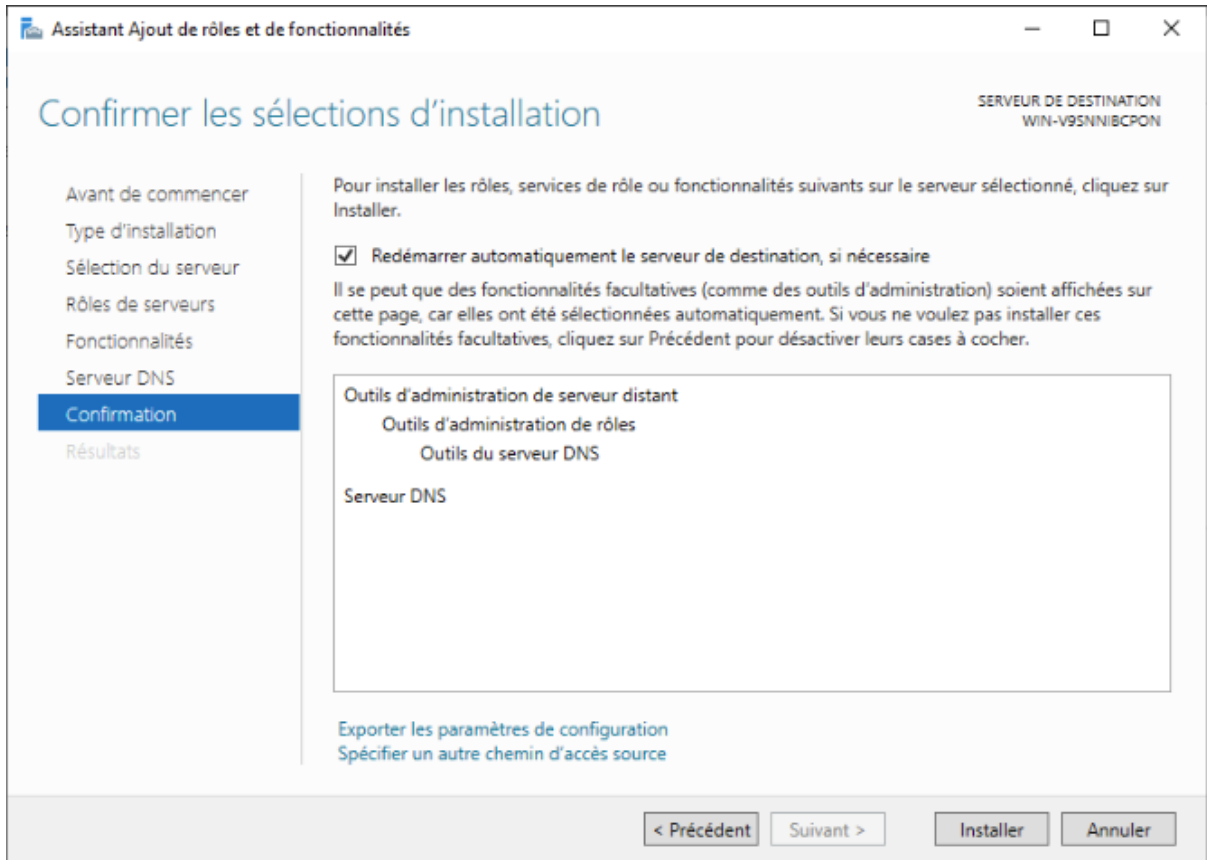 Assistant Ajout de rôles et de fonctionnalités
Confirmer les sélections d'installation
SERVEUR DE DESTINATION
WIN-V9SNNIBCPON
Avant de commencer
Type d'installation
Sélection du serveur
Rôles de serveurs
Fonctionnalités
Serveur DNS
Confirmation
Résultats
Pour installer les rôles, services de rôle ou fonctionnalités suivants sur le serveur sélectionné, cliquez sur
Installer.
Redémarrer automatiquement le serveur de destination, si nécessaire
Il se peut que des fonctionnalités facultatives (comme des outils d'administration) soient affichées sur
cette page, car elles ont été sélectionnées automatiquement. Si vous ne voulez pas installer ces
fonctionnalités facultatives, cliquez sur Précédent pour désactiver leurs cases à cocher.
Outils d'administration de serveur distant
Outils d'administration de rôles
Outils du serveur DNS
Serveur DNS
Exporter les paramètres de configuration
Spécifier un autre chemin d'accès source
< Précédent
Suivant >
Installer
Annuler